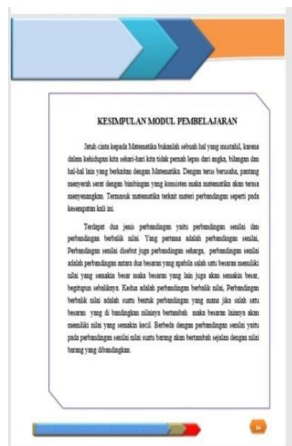 KESIMPULAN MODUL PEMBELAJARAN
Jatuh cinta kepada Matematika bukanlah sebuah hal yang mustahil, karena
dalam kehidupan kita sehari-hari kita tidak pernah lepas dari angka, bilangan dan
hal-hal lain yang berkaitan dengan Matematika. Dengan terus berusaha, pantang
menyerah serat dengan bimbingan yang konsisten maka matematika akan terasa
menyenangkan. Termasuk matematika terkait materi perbandingan seperti pada
kesempatan kali ini.
Terdapat dua jenis perbandingan yaitu perbandingan senilai dan
perbandingan berbalik nilai. Yang pertama adalah perbandingan senilai,
Perbandingan senilai disebut juga perbandingan seharga, perbandingan senilai
adalah perbandingan antara dua besaran yang apabila salah satu besaran memiliki
nilai yang semakin besar maka besaran yang lain juga akan semakin besar,
begitupun sebaliknya. Kedua adalah perbandingan berbalik nilai, Perbandingan
berbalik nilai adalah suatu bentuk perbandingan yang mana jika salah satu
besaran yang di bandingkan nilainya bertambah maka besaran lainnya akan
memiliki nilai yang semakin kecil. Berbeda dengan perbandingan senilai yaitu
pada perbandingan senilai nilai suatu barang akan bertambah sejalan dengan nilai
barang yang dibandingkan.